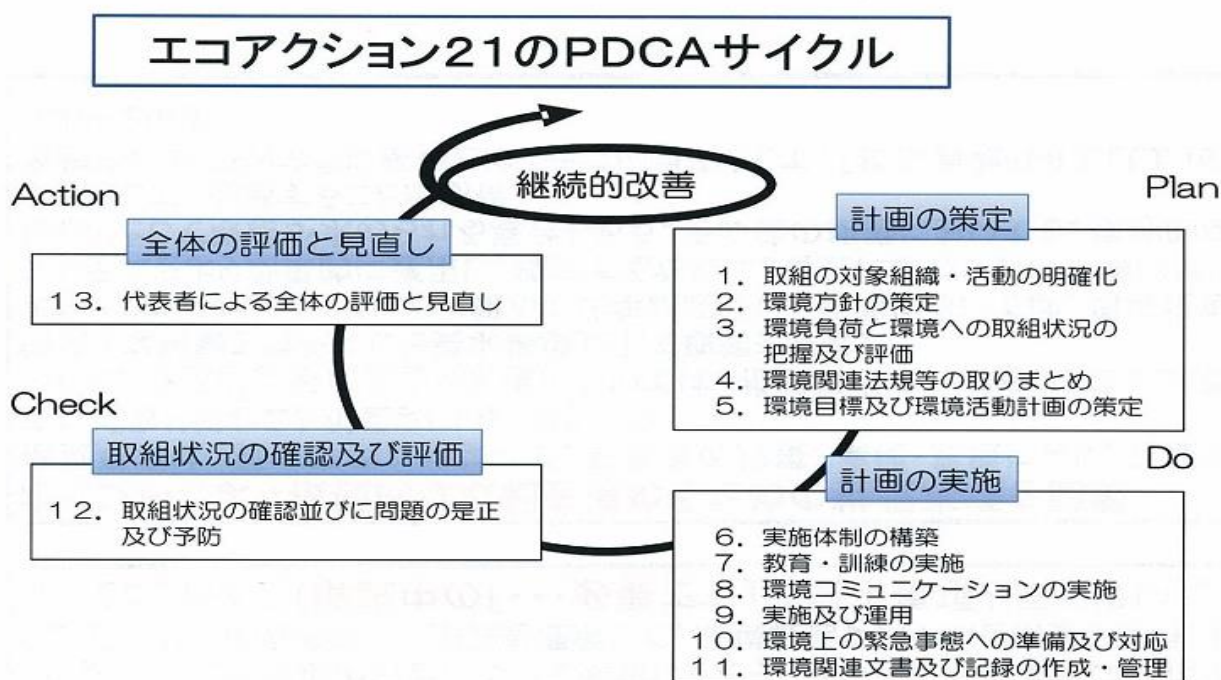 エコアクション21のPDCAサイクル
継続的改善
Plan
計画の策定
1. 取組の対象組織・活動の明確化
2. 環境方針の策定
3. 環境負荷と環境への取組状況の
把握及び評価
4. 環境関連法規等の取りまとめ
5. 環境目標及び環境活動計画の策定
Do
計画の実施
6. 実施体制の構築
7. 教育・訓練の実施
8. 環境コミュニケーションの実施
9. 実施及び運用
10. 環境上の緊急事態への準備及び対応
11. 環境関連文書及び記録の作成・管理
Check
取組状況の確認及び評価
12. 取組状況の確認並びに問題の是正
及び予防
Action
全体の評価と見直し
13. 代表者による全体の評価と見直し